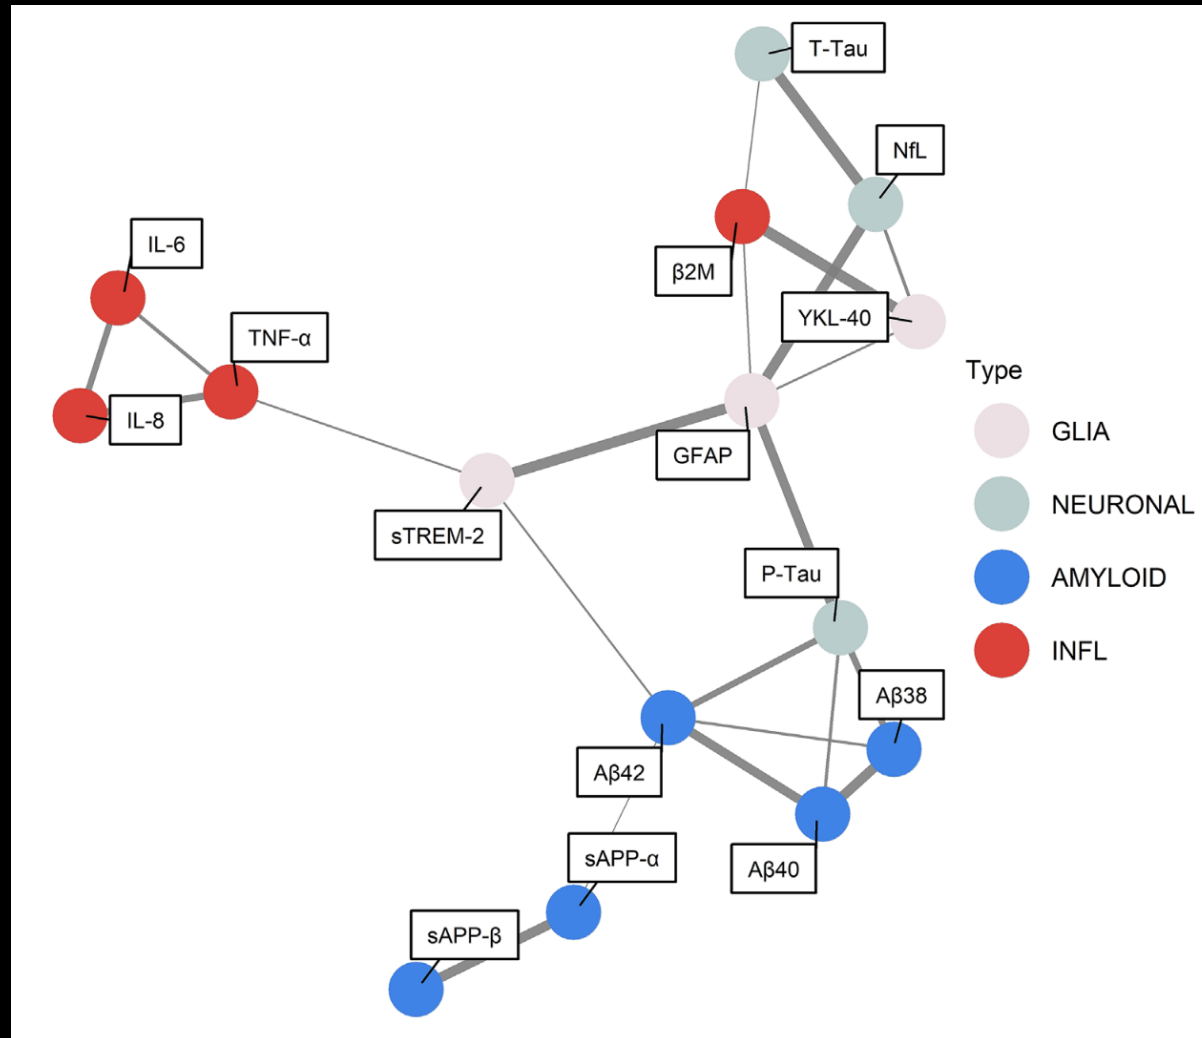 T-Tau
NfL
IL-6
β2M
TNF-α
YKL-40
IL-8
GFAP
sTREM-2
P-Tau
Aβ38
Aβ42
sAPP-α
Aβ40
sAPP-β
Type
GLIA
NEURONAL
AMYLOID
INFL